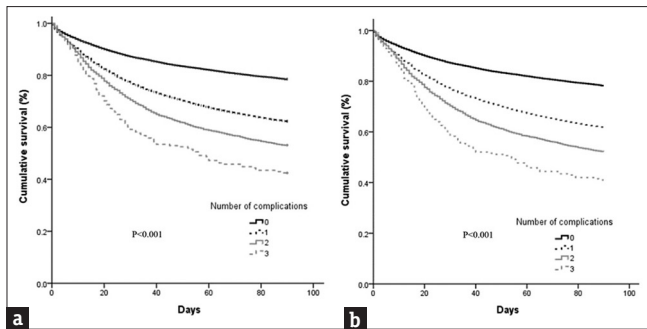 1.0
0.8
0.6
0.4
0.2
0.0
Cumulative survival (%)
0 20 40 60 80 100
Days
P<0.001
Number of complications
0
1
2
3
a
1.0
0.8
0.6
0.4
0.2
0.0
Cumulative survival (%)
0 20 40 60 80 100
Days
P<0.001
Number of complications
0
1
2
3
b